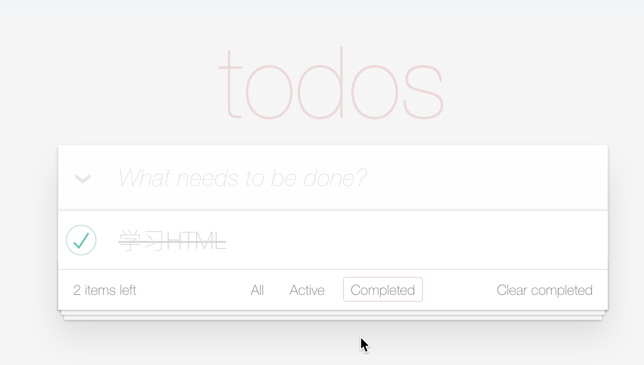 todos
What needs to be done?
学习HTML
2 items left All Active Completed Clear completed